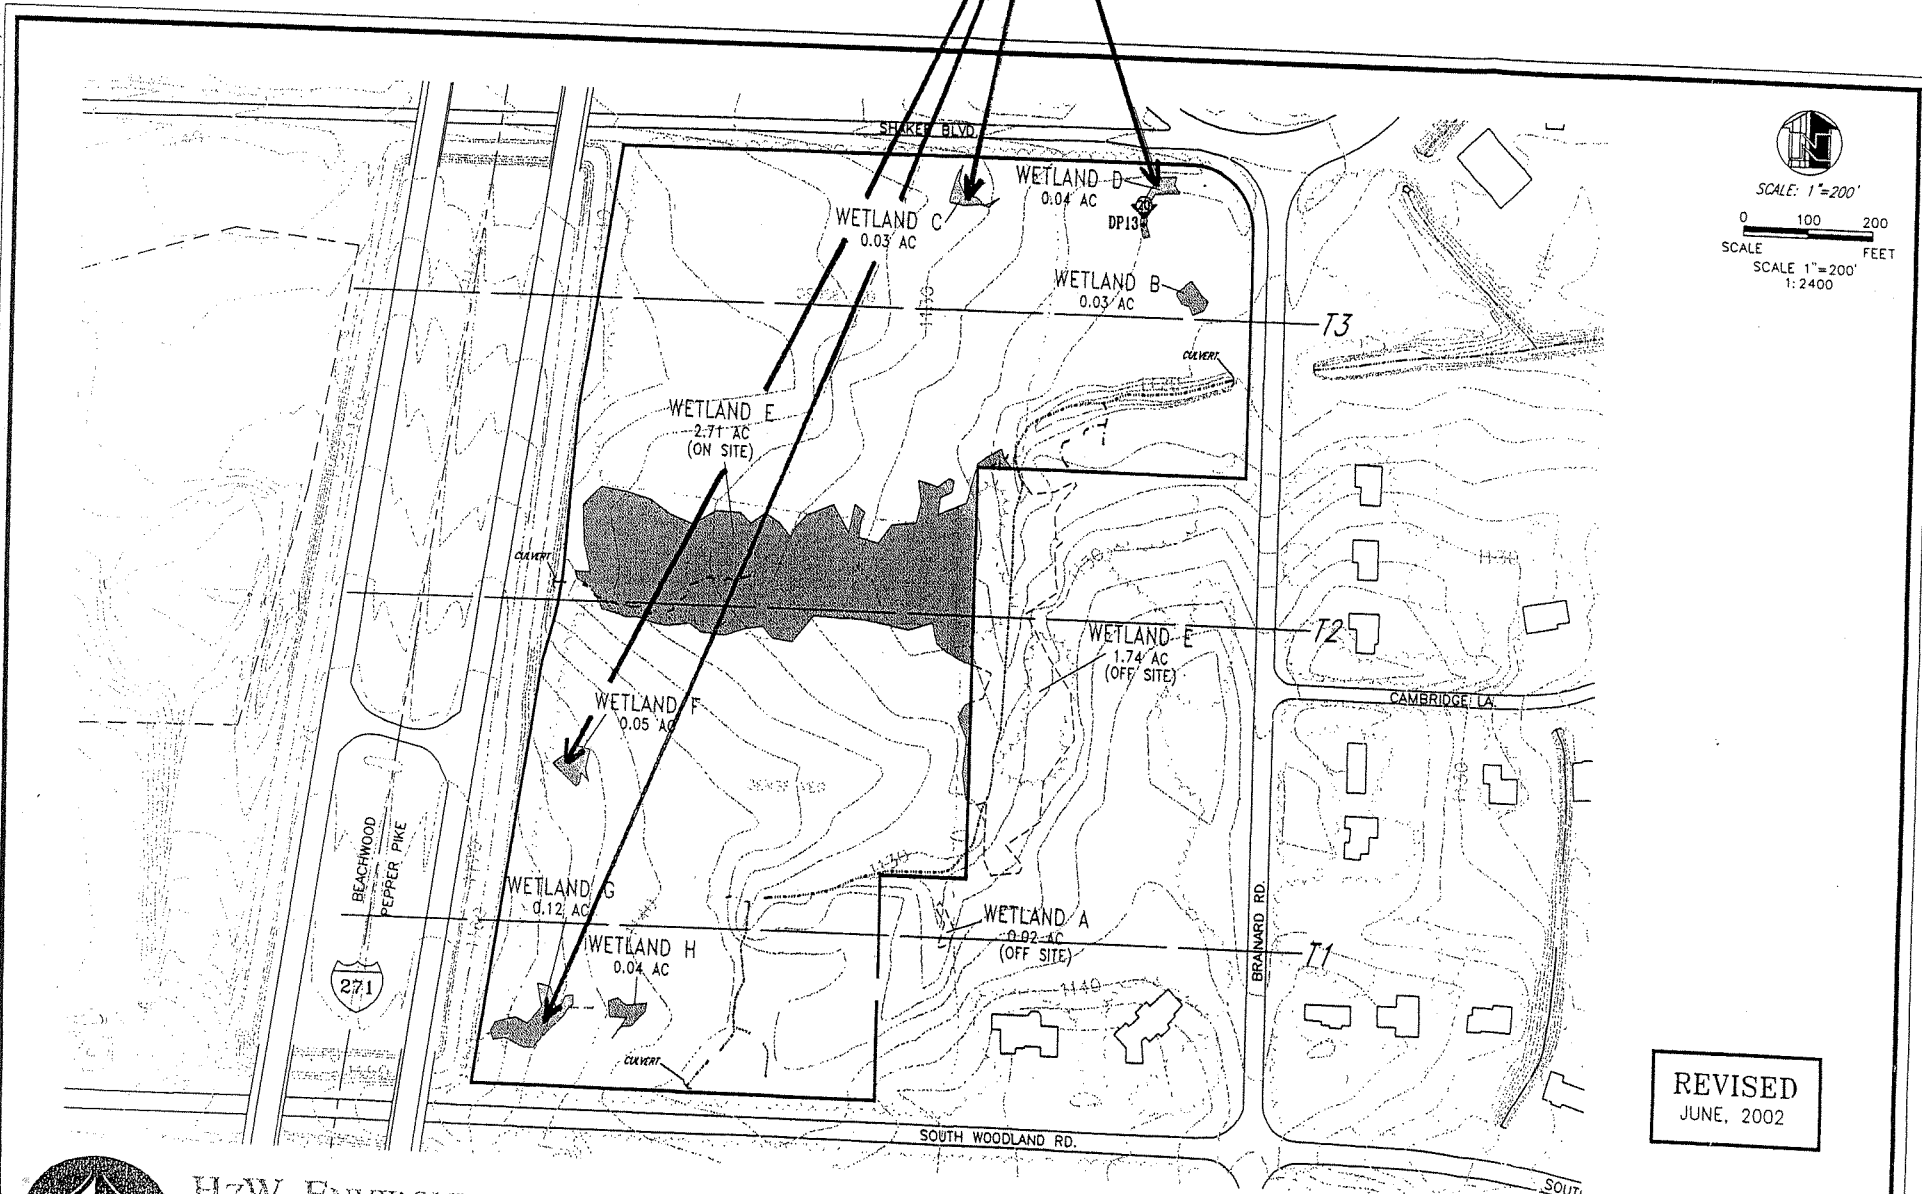 SHAKER BLVD.
SCALE: 1"=200'
0 100 200
SCALE FEET
SCALE 1"=200'
1:2400
WETLAND D
0.04 AC
20
DP13
WETLAND C
0.03 AC
WETLAND B
0.03 AC
T3
CULVERT
WETLAND E
2.71 AC
(ON SITE)
CULVERT
1130
T2
WETLAND E
1.74 AC
(OFF SITE)
CAMBRIDGE LA.
WETLAND F
0.05 AC
BEACHWOOD
PEPPER PIKE
1130
1130
WETLAND G
0.12 AC
WETLAND A
0.02 AC
(OFF SITE)
BRAINARD RD.
T1
WETLAND H
0.04 AC
271
1140
CULVERT
REVISED
JUNE, 2002
SOUTH WOODLAND RD.